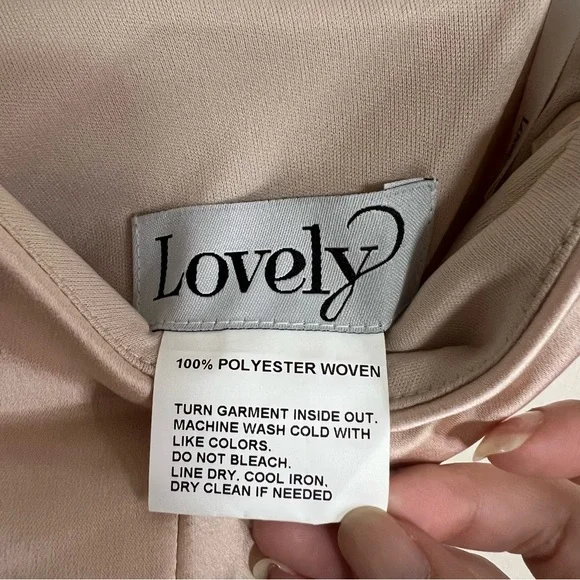 Lovely
100% POLYESTER WOVEN
TURN GARMENT INSIDE OUT.
MACHINE WASH COLD WITH
LIKE COLORS.
DO NOT BLEACH.
LINE DRY. COOL IRON.
DRY CLEAN IF NEEDED